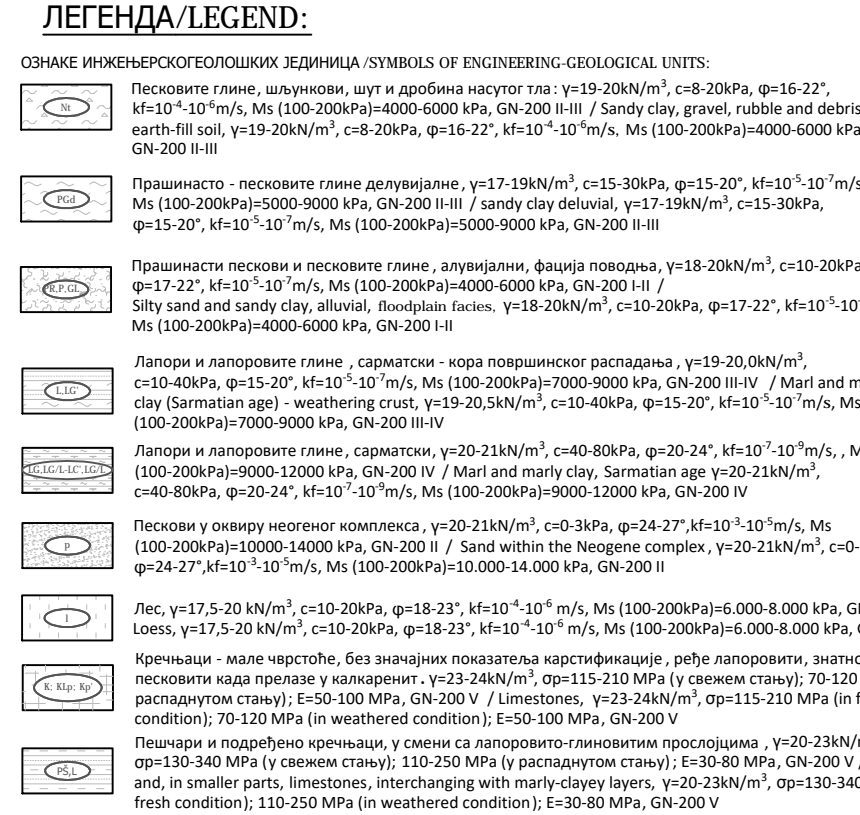 ЛЕГЕНДА/LEGEND:
ОЗНАКЕ ИНЖЕЊЕРСКОГЕОЛОШКИХ ЈЕДИНИЦА /SYMBOLS OF ENGINEERING-GEOLOGICAL UNITS:
Nt
Песковите глине, шљункови, шут и дробина насутог тла: γ=19-20kN/m³, c=8-20kPa, φ=16-22°,
kf=10⁻⁴-10⁻⁶m/s, Ms (100-200kPa)=4000-6000 kPa, GN-200 II-III / Sandy clay, gravel, rubble and debris
earth-fill soil, γ=19-20kN/m³, c=8-20kPa, φ=16-22°, kf=10⁻⁴-10⁻⁶m/s, Ms (100-200kPa)=4000-6000 kPa
GN-200 II-III
PGd
Прашинасто - песковите глине делувијалне, γ=17-19kN/m³, c=15-30kPa, φ=15-20°, kf=10⁻⁵-10⁻⁷m/s
Ms (100-200kPa)=5000-9000 kPa, GN-200 II-III / sandy clay deluvial, γ=17-19kN/m³, c=15-30kPa,
φ=15-20°, kf=10⁻⁵-10⁻⁷m/s, Ms (100-200kPa)=5000-9000 kPa, GN-200 II-III
PR,P,GL
Прашинасти пескови и песковите глине, алувијални, фација поводња, γ=18-20kN/m³, c=10-20kPa
φ=17-22°, kf=10⁻⁵-10⁻⁷m/s, Ms (100-200kPa)=4000-6000 kPa, GN-200 I-II /
Silty sand and sandy clay, alluvial, floodplain facies, γ=18-20kN/m³, c=10-20kPa, φ=17-22°, kf=10⁻⁵-10
Ms (100-200kPa)=4000-6000 kPa, GN-200 I-II
L,LG'
Лапори и лапоровите глине , сарматски - кора површинског распадања , γ=19-20,0kN/m³,
c=10-40kPa, φ=15-20°, kf=10⁻⁵-10⁻⁷m/s, Ms (100-200kPa)=7000-9000 kPa, GN-200 III-IV / Marl and m
clay (Sarmatian age) - weathering crust, γ=19-20,5kN/m³, c=10-40kPa, φ=15-20°, kf=10⁻⁵-10⁻⁷m/s, Ms
(100-200kPa)=7000-9000 kPa, GN-200 III-IV
LG,LG/L-LC',LG/L
Лапори и лапоровите глине, сарматски, γ=20-21kN/m³, c=40-80kPa, φ=20-24°, kf=10⁻⁷-10⁻⁹m/s, , M
(100-200kPa)=9000-12000 kPa, GN-200 IV / Marl and marly clay, Sarmatian age γ=20-21kN/m³,
c=40-80kPa, φ=20-24°, kf=10⁻⁷-10⁻⁹m/s, Ms (100-200kPa)=9000-12000 kPa, GN-200 IV
P
Пескови у оквиру неогеног комплекса , γ=20-21kN/m³, c=0-3kPa, φ=24-27°,kf=10⁻³-10⁻⁵m/s, Ms
(100-200kPa)=10000-14000 kPa, GN-200 II / Sand within the Neogene complex , γ=20-21kN/m³, c=0-
φ=24-27°,kf=10⁻³-10⁻⁵m/s, Ms (100-200kPa)=10.000-14.000 kPa, GN-200 II
l
Лес, γ=17,5-20 kN/m³, c=10-20kPa, φ=18-23°, kf=10⁻⁴-10⁻⁶ m/s, Ms (100-200kPa)=6.000-8.000 kPa,
Loess, γ=17,5-20 kN/m³, c=10-20kPa, φ=18-23°, kf=10⁻⁴-10⁻⁶ m/s, Ms (100-200kPa)=6.000-8.000 kPa,
K; KLp; Kp'
Кречњаци - мале чврстоће, без значајних показатеља карстификације , ређе лапоровити, знатно
песковити када прелазе у калкаренит. γ=23-24kN/m³, σp=115-210 MPa (у свежем стању); 70-120
распаднутом стању); E=50-100 MPa, GN-200 V / Limestones, γ=23-24kN/m³, σp=115-210 MPa (in f
condition); 70-120 MPa (in weathered condition); E=50-100 MPa, GN-200 V
PŠ,L
Пешчари и подређено кречњаци, у смени са лапоровито-глиновитим прослојцима , γ=20-23kN/m
σp=130-340 MPa (у свежем стању); 110-250 MPa (у распаднутом стању); E=30-80 MPa, GN-200 V /
and, in smaller parts, limestones, interchanging with marly-clayey layers, γ=20-23kN/m³, σp=130-340
fresh condition); 110-250 MPa (in weathered condition); E=30-80 MPa, GN-200 V